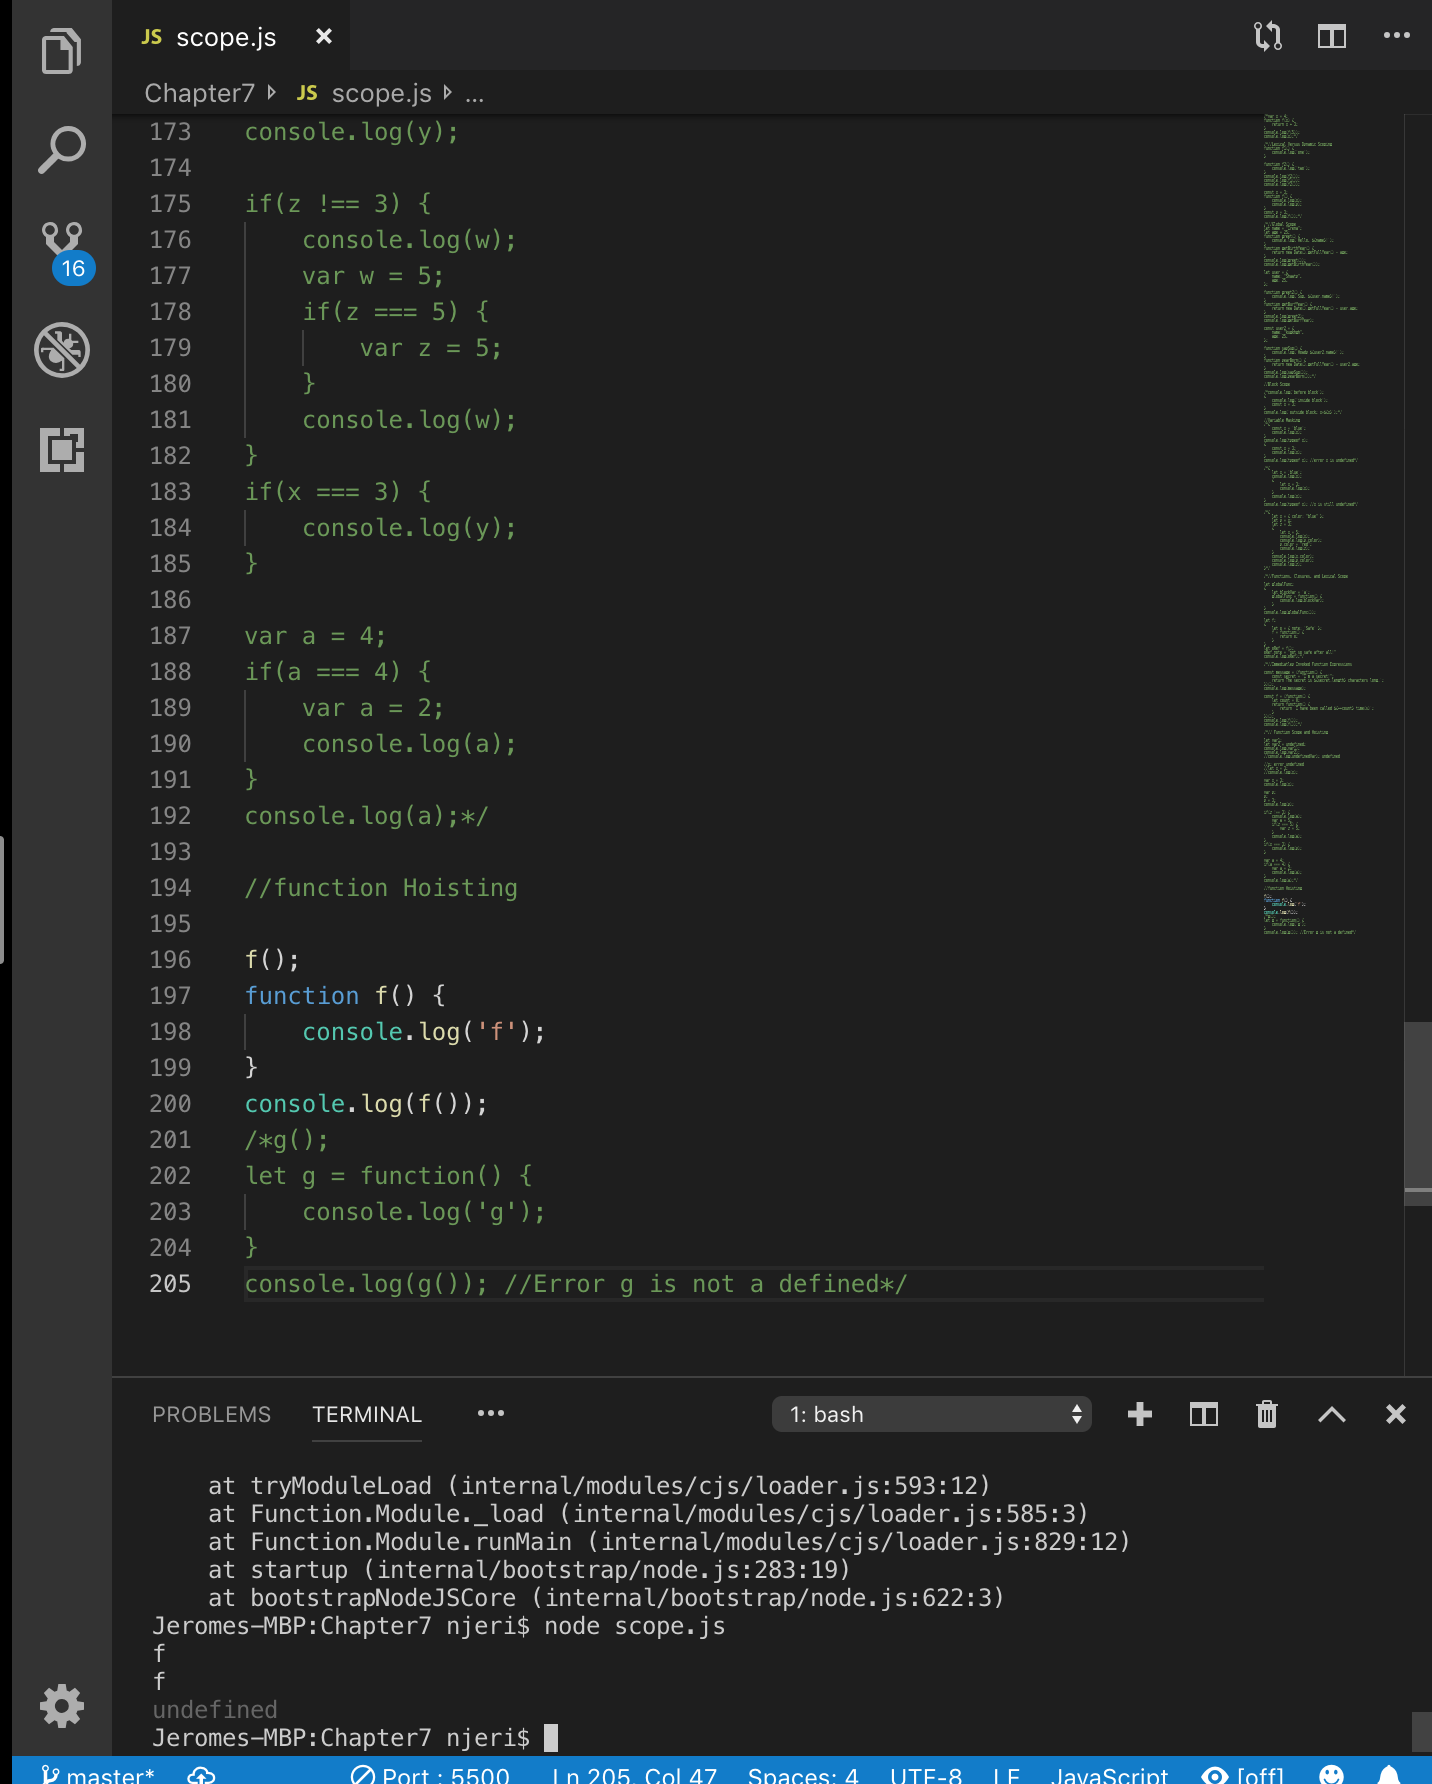 JS scope.js
Chapter7 JS scope.js ...
173 console.log(y);
174
175 if(z !== 3) {
176 console.log(w);
177 var w = 5;
178 if(z === 5) {
179 var z = 5;
180 }
181 console.log(w);
182 }
183 if(x === 3) {
184 console.log(y);
185 }
186
187 var a = 4;
188 if(a === 4) {
189 var a = 2;
190 console.log(a);
191 }
192 console.log(a);*/
193
194 //function Hoisting
195
196 f();
197 function f() {
198 console.log('f');
199 }
200 console.log(f());
201 /*g();
202 let g = function() {
203 console.log('g');
204 }
205 console.log(g()); //Error g is not a defined*/
16
PROBLEMS TERMINAL 1: bash
at tryModuleLoad (internal/modules/cjs/loader.js:593:12)
at Function.Module._load (internal/modules/cjs/loader.js:585:3)
at Function.Module.runMain (internal/modules/cjs/loader.js:829:12)
at startup (internal/bootstrap/node.js:283:19)
at bootstrapNodeJSCore (internal/bootstrap/node.js:622:3)
Jeromes-MBP:Chapter7 njeri$ node scope.js
f
f
undefined
Jeromes-MBP:Chapter7 njeri$
master* Port : 5500 Ln 205, Col 47 Spaces: 4 UTF-8 LF JavaScript [off]